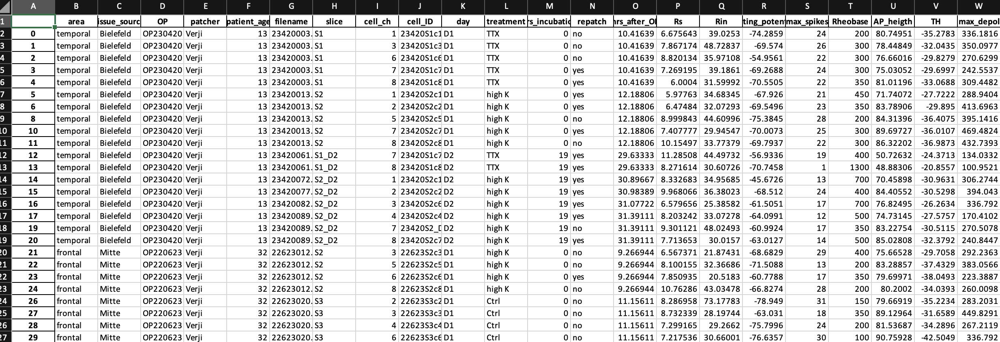 A B C D E F G H I J K L M N O P Q R S T U V W
1 area issue_sourc OP patcher patient_age filename slice cell_ch cell_ID day treatment rs_incubatio repatch hrs_after_OI Rs Rin ting_potent max_spikes Rheobase AP_heigth TH max_depol
2 0 temporal Bielefeld OP230420 Verji 13 23420003. S1 1 23420S1c1 D1 TTX 0 no 10.41639 6.675643 39.0253 -74.2859 24 200 80.74951 -35.2783 336.1816
3 1 temporal Bielefeld OP230420 Verji 13 23420003. S1 3 23420S1c3 D1 TTX 0 no 10.41639 7.867174 48.72837 -69.574 26 300 78.44849 -32.0435 350.0977
4 2 temporal Bielefeld OP230420 Verji 13 23420003. S1 6 23420S1c6 D1 TTX 0 no 10.41639 8.820134 35.97108 -54.9561 22 300 76.66016 -29.8279 270.6299
5 3 temporal Bielefeld OP230420 Verji 13 23420003. S1 7 23420S1c7 D1 TTX 0 yes 10.41639 7.269195 39.1861 -69.2688 24 300 75.03052 -29.6997 242.5537
6 4 temporal Bielefeld OP230420 Verji 13 23420003. S1 8 23420S1c8 D1 TTX 0 yes 10.41639 6.0004 31.59992 -70.5505 22 350 81.01196 -33.0688 309.4482
7 5 temporal Bielefeld OP230420 Verji 13 23420013. S2 1 23420S2c1 D1 high K 0 yes 12.18806 5.97763 34.68345 -67.926 21 450 71.74072 -27.7222 288.9404
8 6 temporal Bielefeld OP230420 Verji 13 23420013. S2 2 23420S2c2 D1 high K 0 yes 12.18806 6.47484 32.07293 -69.5496 23 350 83.78906 -29.895 413.6963
9 8 temporal Bielefeld OP230420 Verji 13 23420013. S2 5 23420S2c5 D1 high K 0 no 12.18806 8.999843 44.60996 -75.3845 28 200 84.31396 -36.4075 395.1416
10 10 temporal Bielefeld OP230420 Verji 13 23420013. S2 7 23420S2c7 D1 high K 0 yes 12.18806 7.407777 29.94547 -70.0073 25 300 89.69727 -36.0107 469.4824
11 11 temporal Bielefeld OP230420 Verji 13 23420013. S2 8 23420S2c8 D1 high K 0 no 12.18806 10.15497 33.77379 -69.7937 22 300 86.32202 -36.9873 432.7393
12 12 temporal Bielefeld OP230420 Verji 13 23420061. S1_D2 7 23420S1c7 D2 TTX 19 yes 29.63333 11.28508 44.49732 -56.9336 19 400 50.72632 -24.3713 134.0332
13 13 temporal Bielefeld OP230420 Verji 13 23420061. S1_D2 8 23420S1c8 D2 TTX 19 yes 29.63333 8.271614 30.60726 -70.7458 1 1300 48.88306 -20.8557 100.9521
14 14 temporal Bielefeld OP230420 Verji 13 23420072. S2_D2 1 23420S2c1 D2 high K 19 yes 30.89667 8.332683 34.95685 -45.6726 13 700 70.45898 -30.9631 306.2744
15 15 temporal Bielefeld OP230420 Verji 13 23420077. S2_D2 2 23420S2c2 D2 high K 19 yes 30.98389 9.968066 36.38023 -68.512 24 400 84.40552 -30.5298 394.043
16 16 temporal Bielefeld OP230420 Verji 13 23420082. S2_D2 3 23420S2c6 D2 high K 19 yes 31.07722 6.579656 25.38582 -61.5051 17 700 76.82495 -26.2634 336.792
17 17 temporal Bielefeld OP230420 Verji 13 23420089. S2_D2 4 23420S2c4 D2 high K 19 yes 31.39111 8.203242 33.07278 -64.0991 12 500 74.73145 -27.5757 170.4102
18 19 temporal Bielefeld OP230420 Verji 13 23420089. S2_D2 7 23420S2_D D2 high K 19 no 31.39111 9.301121 48.02493 -60.9924 17 350 83.22754 -30.5115 270.5078
19 20 temporal Bielefeld OP230420 Verji 13 23420089. S2_D2 8 23420S2c7 D2 high K 19 yes 31.39111 7.713653 30.0157 -63.0127 14 500 85.02808 -32.3792 240.8447
20 21 frontal Mitte OP220623 Verji 32 22623012. S2 3 22623S2c3 D1 high K 0 no 9.266944 6.567371 21.87431 -68.6829 29 400 75.66528 -29.7058 292.2363
21 22 frontal Mitte OP220623 Verji 32 22623012. S2 5 22623S2c5 D1 high K 0 no 9.266944 8.100155 32.36686 -71.5088 13 200 83.28857 -37.4329 383.0566
22 23 frontal Mitte OP220623 Verji 32 22623012. S2 6 22623S2c6 D1 high K 0 yes 9.266944 7.850935 20.5183 -60.7788 17 350 79.69971 -38.0493 223.3887
23 24 frontal Mitte OP220623 Verji 32 22623012. S2 8 22623S2c8 D1 high K 0 no 9.266944 10.76286 43.03478 -66.8274 28 200 80.2002 -34.0393 260.0098
24 26 frontal Mitte OP220623 Verji 32 22623020. S3 2 22623S3c2 D1 Ctrl 0 no 11.15611 8.286958 73.17783 -78.949 31 150 79.66919 -35.2234 283.2031
25 27 frontal Mitte OP220623 Verji 32 22623020. S3 3 22623S3c3 D1 Ctrl 0 no 11.15611 8.732339 28.19744 -63.031 18 350 89.12964 -31.6589 449.8291
26 28 frontal Mitte OP220623 Verji 32 22623020. S3 4 22623S3c4 D1 Ctrl 0 no 11.15611 7.299165 29.2662 -75.7996 24 200 81.53687 -34.2896 267.2119
27 29 frontal Mitte OP220623 Verji 32 22623020. S3 6 22623S3c6 D1 Ctrl 0 no 11.15611 7.217536 30.66001 -76.6357 30 100 90.75928 -42.5049 336.792